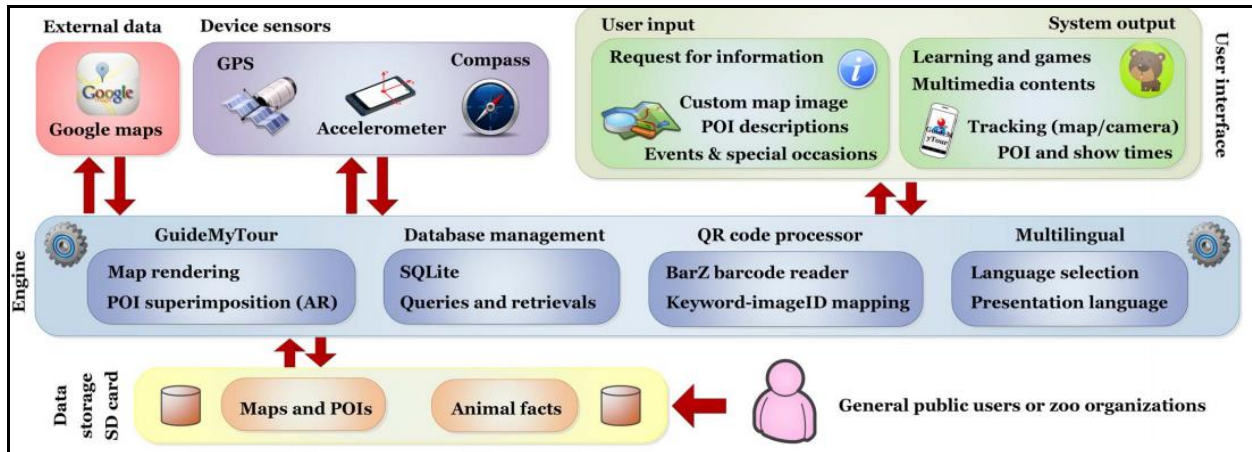 External data
Google
Google maps
Device sensors
GPS
Accelerometer
Compass
User input
Request for information
Custom map image
POI descriptions
Events & special occasions
System output
Learning and games
Multimedia contents
GuideM
yTour
Tracking (map/camera)
POI and show times
User interface
Engine
GuideMyTour
Map rendering
POI superimposition (AR)
Database management
SQLite
Queries and retrievals
QR code processor
BarZ barcode reader
Keyword-imageID mapping
Multilingual
Language selection
Presentation language
Data
storage
SD card
Maps and POIs
Animal facts
General public users or zoo organizations